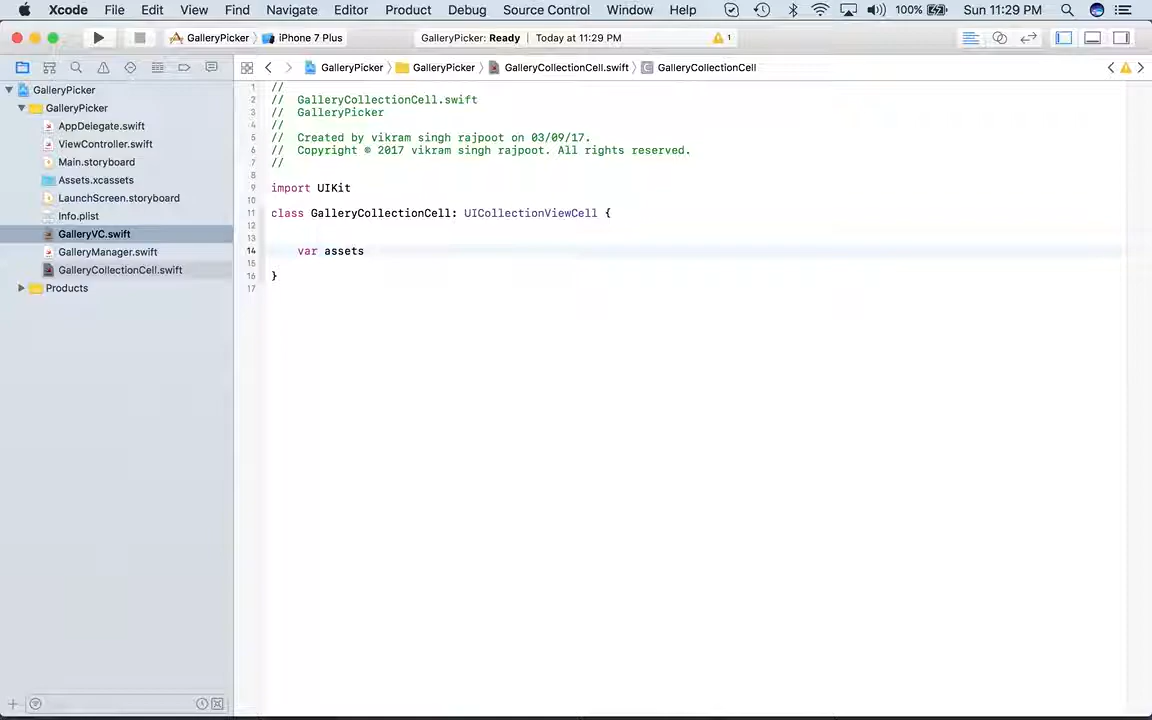 Xcode File Edit View Find Navigate Editor Product Debug Source Control Window Help 100% Sun 11:29 PM
GalleryPicker iPhone 7 Plus GalleryPicker: Ready Today at 11:29 PM 1
GalleryPicker GalleryPicker GalleryCollectionCell.swift GalleryCollectionCell
GalleryPicker
GalleryPicker
AppDelegate.swift
ViewController.swift
Main.storyboard
Assets.xcassets
LaunchScreen.storyboard
Info.plist
GalleryVC.swift
GalleryManager.swift
GalleryCollectionCell.swift
Products
1 //
2 // GalleryCollectionCell.swift
3 // GalleryPicker
4 //
5 // Created by vikram singh rajpoot on 03/09/17.
6 // Copyright © 2017 vikram singh rajpoot. All rights reserved.
7 //
8
9 import UIKit
10
11 class GalleryCollectionCell: UICollectionViewCell {
12
13
14 var assets
15
16 }
17